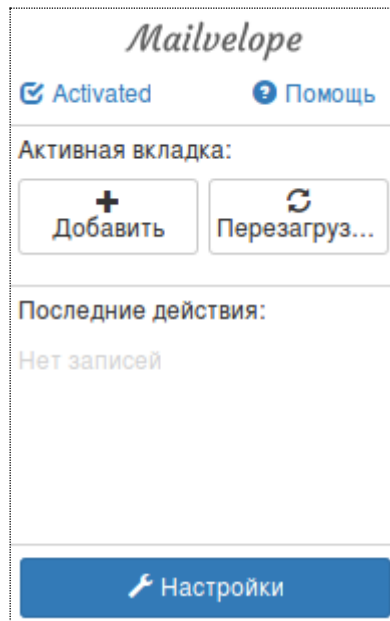 Mailvelope
Activated Помощь
Активная вкладка:
Добавить Перезагруз...
Последние действия:
Нет записей
Настройки